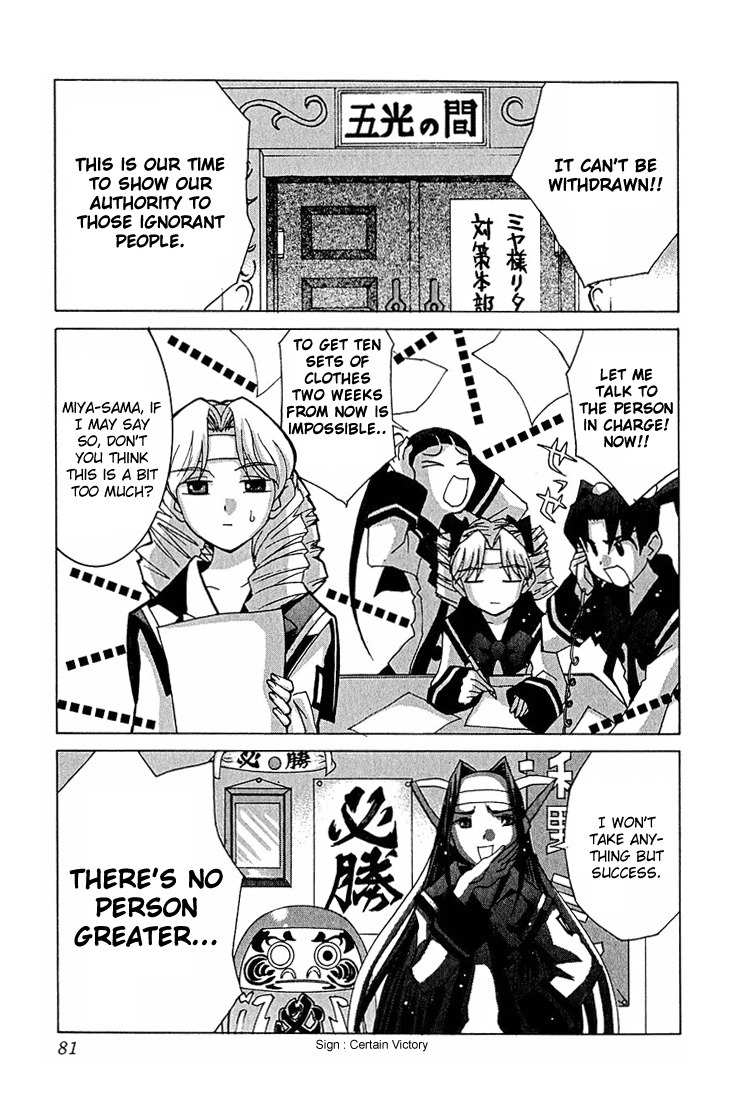 五光の間
IT CAN'T BE
WITHDRAWN!!
THIS IS OUR TIME
TO SHOW OUR
AUTHORITY TO
THOSE IGNORANT
PEOPLE.
ミヤ様リタ
対策本部
LET ME
TALK TO
THE PERSON
IN CHARGE!
NOW!!
TO GET TEN
SETS OF
CLOTHES
TWO WEEKS
FROM NOW IS
IMPOSSIBLE..
MIYA-SAMA, IF
I MAY SAY
SO, DON'T
YOU THINK
THIS IS A BIT
TOO MUCH?
I WON'T
TAKE ANY-
THING BUT
SUCCESS.
必勝
必勝
THERE'S NO
PERSON
GREATER...
必
81
Sign : Certain Victory